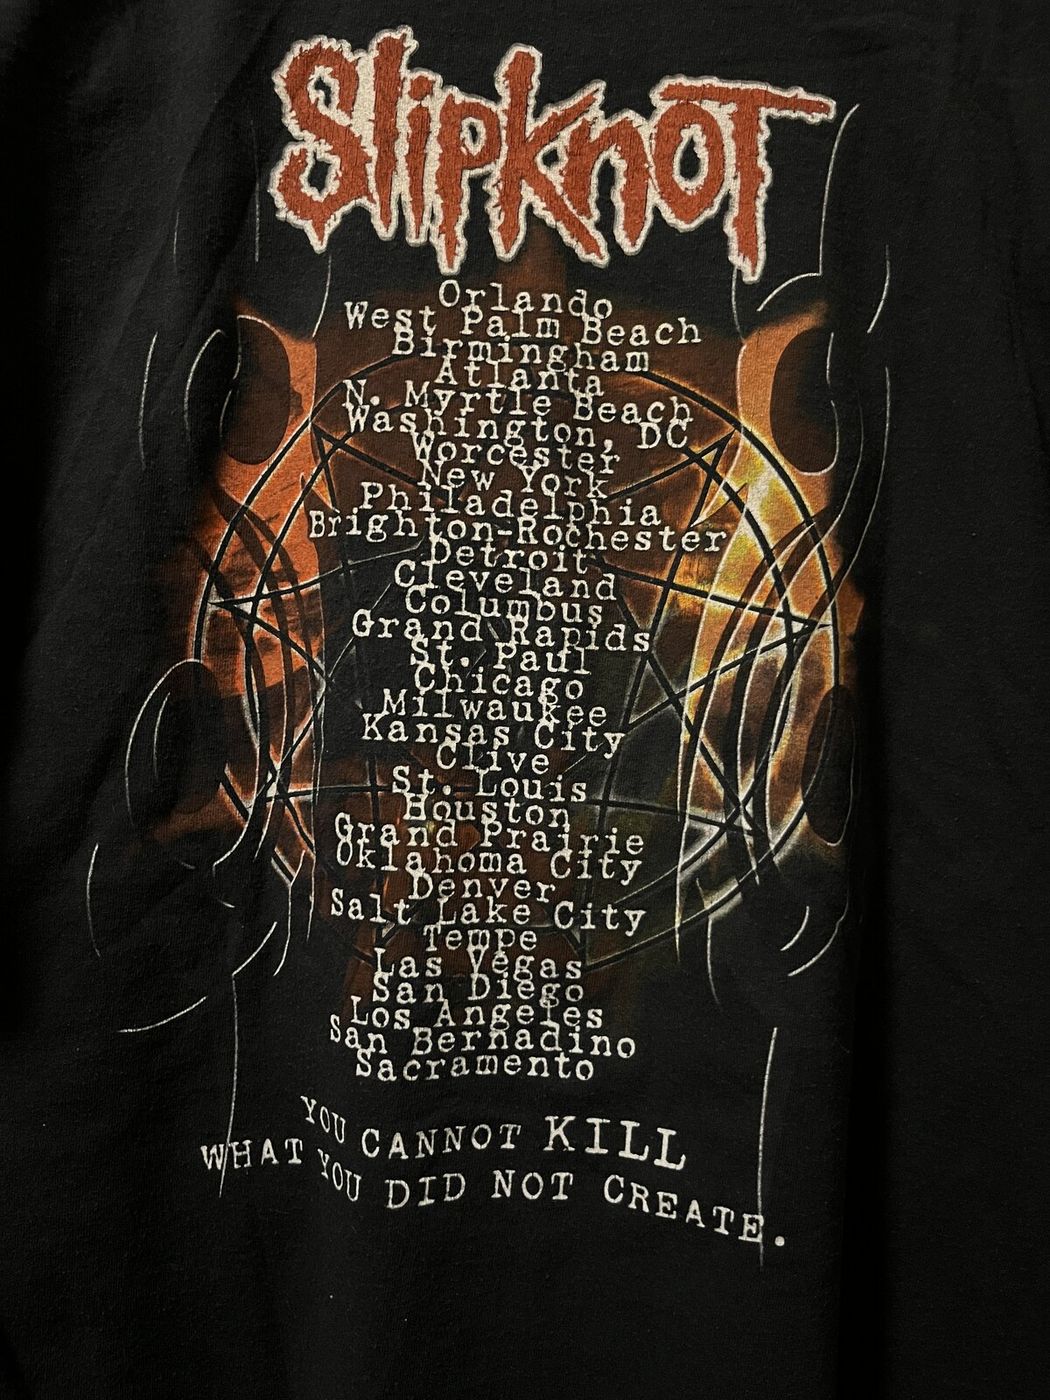 SlipknoT
Orlando
West Palm Beach
Birmingham
Atlanta
N. Myrtle Beach
Washington, DC
Worcester
New York
Philadelphia
Brighton-Rochester
Detroit
Cleveland
Columbus
Grand Rapids
St. Paul
Chicago
Milwaukee
Kansas City
Clive
St. Louis
Houston
Grand Prairie
Oklahoma City
Denver
Salt Lake City
Tempe
Las Vegas
San Diego
Los Angeles
San Bernadino
Sacramento
YOU CANNOT KILL
WHAT YOU DID NOT CREATE.